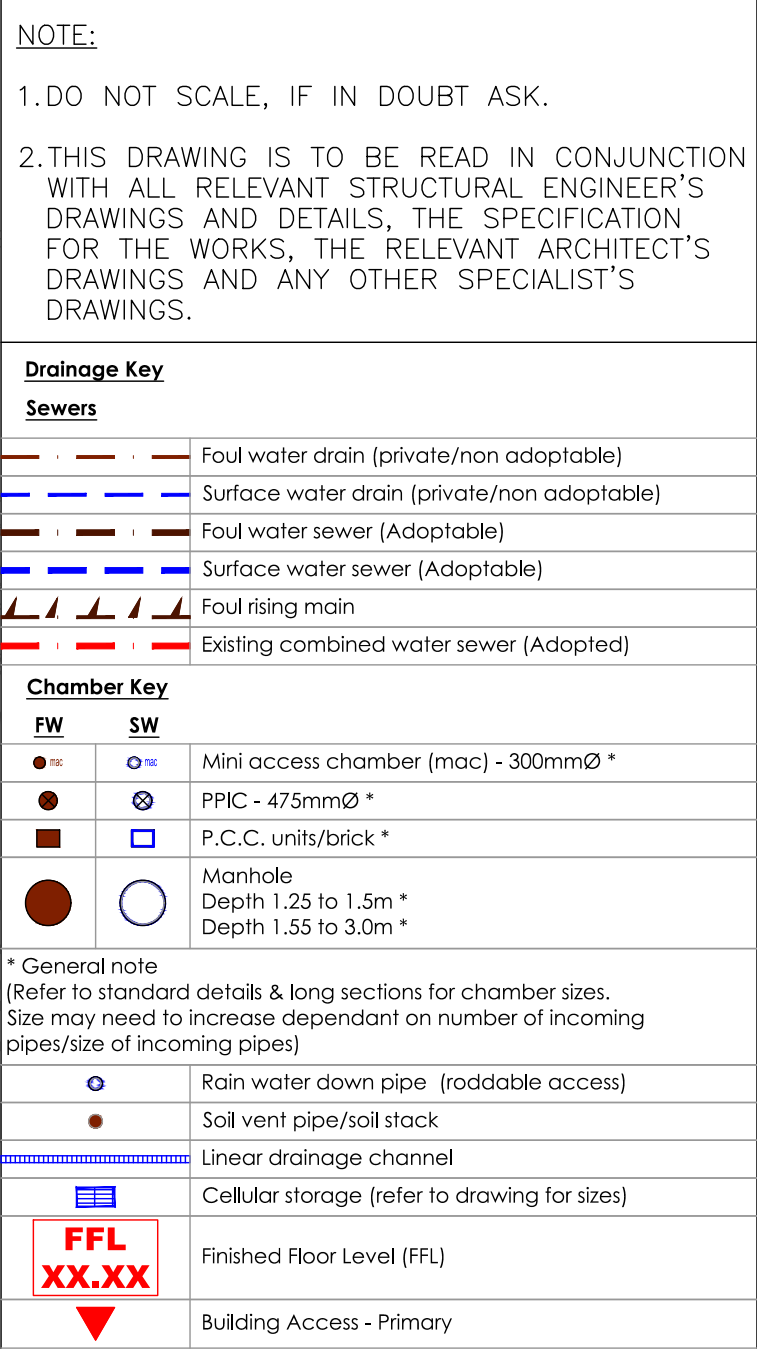 NOTE:
1. DO NOT SCALE, IF IN DOUBT ASK.
2. THIS DRAWING IS TO BE READ IN CONJUNCTION
WITH ALL RELEVANT STRUCTURAL ENGINEER'S
DRAWINGS AND DETAILS, THE SPECIFICATION
FOR THE WORKS, THE RELEVANT ARCHITECT'S
DRAWINGS AND ANY OTHER SPECIALIST'S
DRAWINGS.
Drainage Key
Sewers
Foul water drain (private/non adoptable)
Surface water drain (private/non adoptable)
Foul water sewer (Adoptable)
Surface water sewer (Adoptable)
Foul rising main
Existing combined water sewer (Adopted)
Chamber Key
FW SW
mac mac Mini access chamber (mac) - 300mmØ *
PPIC - 475mmØ *
P.C.C. units/brick *
Manhole
Depth 1.25 to 1.5m *
Depth 1.55 to 3.0m *
* General note
(Refer to standard details & long sections for chamber sizes.
Size may need to increase dependant on number of incoming
pipes/size of incoming pipes)
Rain water down pipe (roddable access)
Soil vent pipe/soil stack
Linear drainage channel
Cellular storage (refer to drawing for sizes)
FFL
XX.XX
Finished Floor Level (FFL)
Building Access - Primary